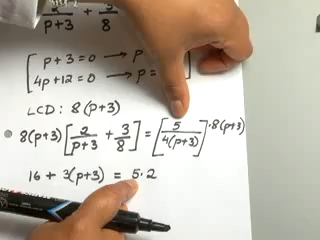 2/(p+3) + 3/8
[ p + 3 = 0 → p
4p + 12 = 0 → p = ]
LCD: 8(p+3)
• 8(p+3) [ 2/(p+3) + 3/8 ] = [ 5/(4(p+3)) ] · 8(p+3)
16 + 3(p+3) = 5·2